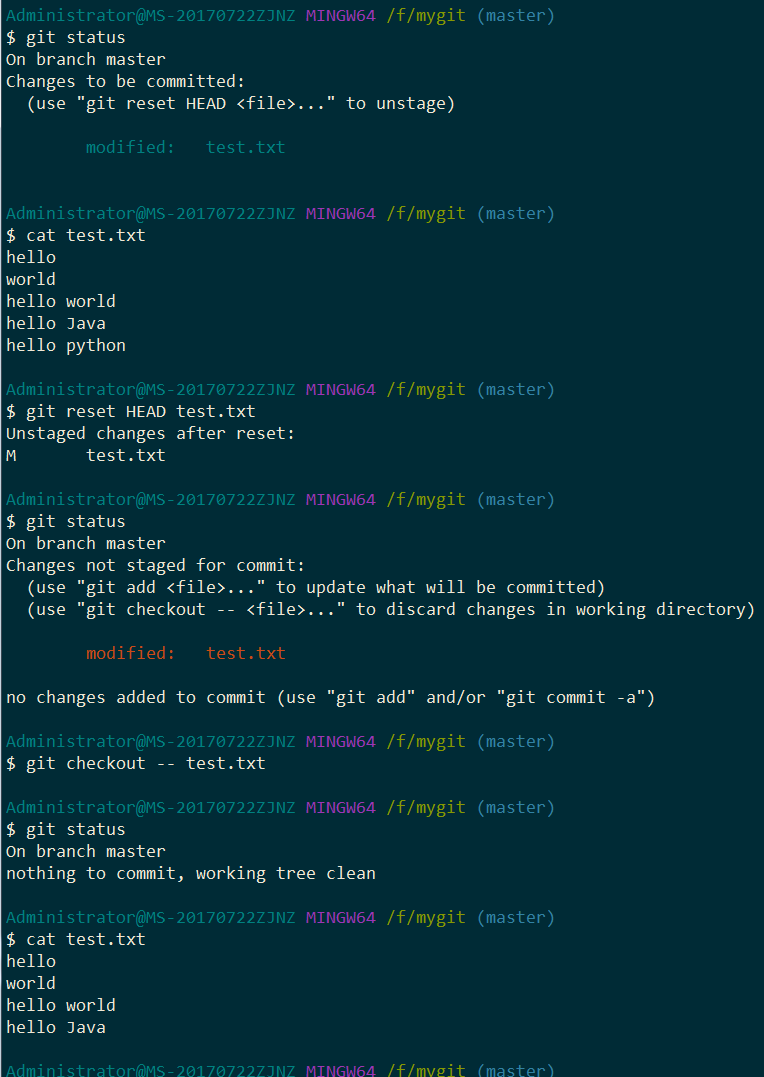 Administrator@MS-20170722ZJNZ MINGW64 /f/mygit (master)
$ git status
On branch master
Changes to be committed:
  (use "git reset HEAD <file>..." to unstage)
        modified:   test.txt
Administrator@MS-20170722ZJNZ MINGW64 /f/mygit (master)
$ cat test.txt
hello
world
hello world
hello Java
hello python
Administrator@MS-20170722ZJNZ MINGW64 /f/mygit (master)
$ git reset HEAD test.txt
Unstaged changes after reset:
M       test.txt
Administrator@MS-20170722ZJNZ MINGW64 /f/mygit (master)
$ git status
On branch master
Changes not staged for commit:
  (use "git add <file>..." to update what will be committed)
  (use "git checkout -- <file>..." to discard changes in working directory)
        modified:   test.txt
no changes added to commit (use "git add" and/or "git commit -a")
Administrator@MS-20170722ZJNZ MINGW64 /f/mygit (master)
$ git checkout -- test.txt
Administrator@MS-20170722ZJNZ MINGW64 /f/mygit (master)
$ git status
On branch master
nothing to commit, working tree clean
Administrator@MS-20170722ZJNZ MINGW64 /f/mygit (master)
$ cat test.txt
hello
world
hello world
hello Java
Administrator@MS-20170722ZJNZ MINGW64 /f/mygit (master)